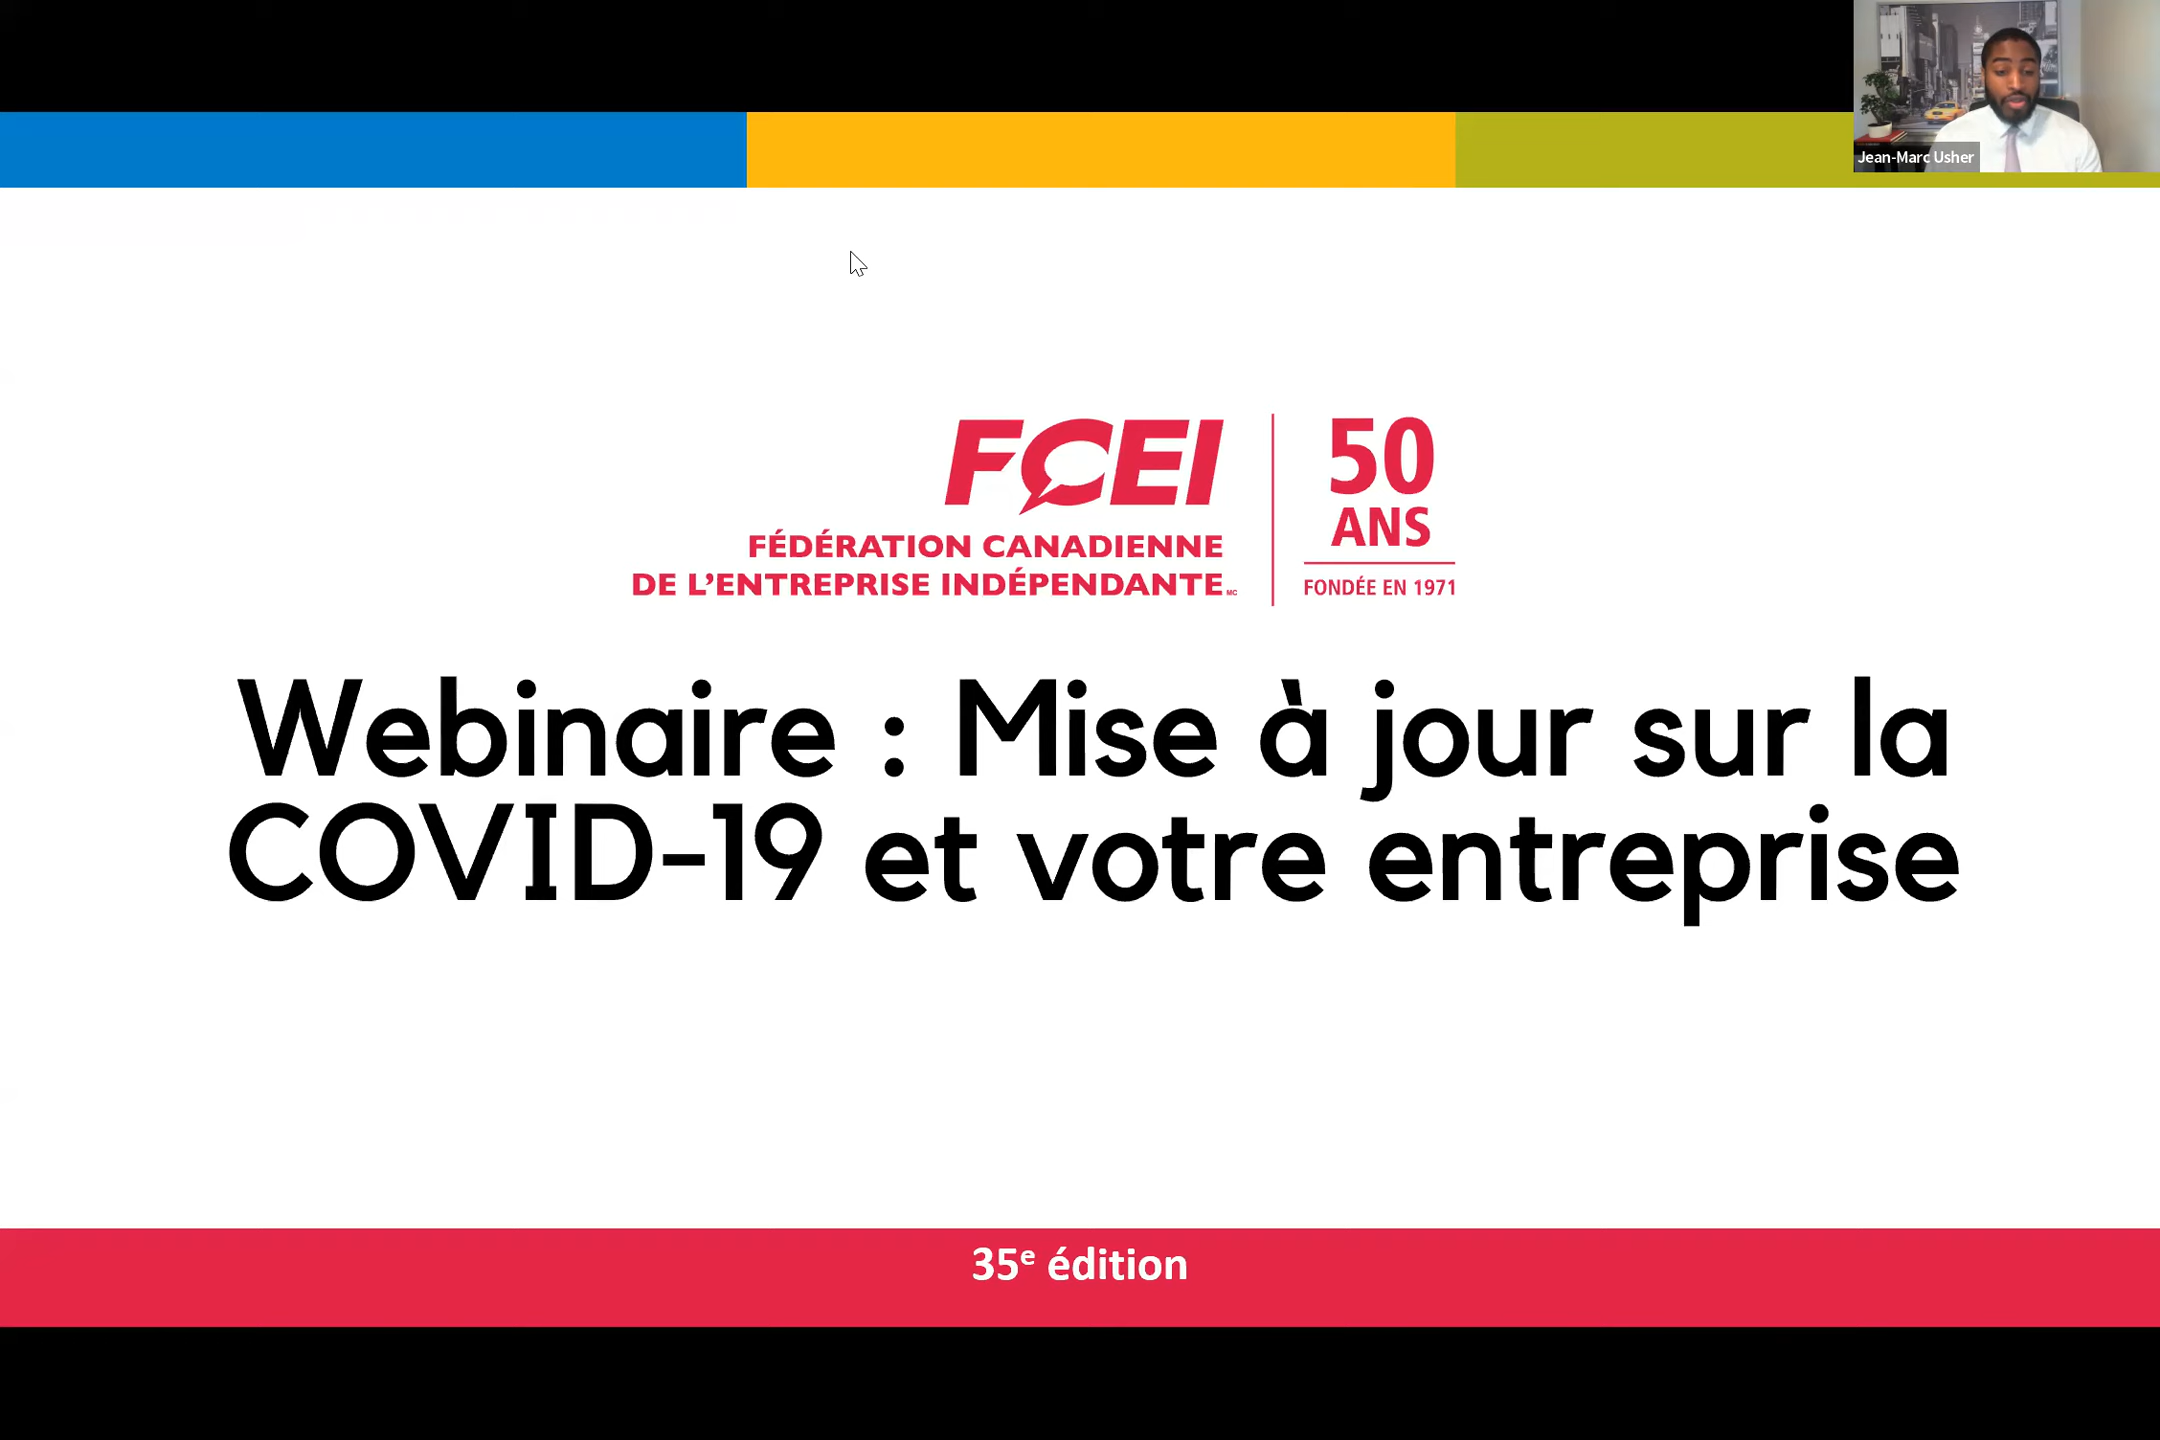 Jean-Marc Usher
FCEI
FÉDÉRATION CANADIENNE
DE L’ENTREPRISE INDÉPENDANTE MC
50
ANS
FONDÉE EN 1971
Webinaire : Mise à jour sur la
COVID-19 et votre entreprise
35e édition